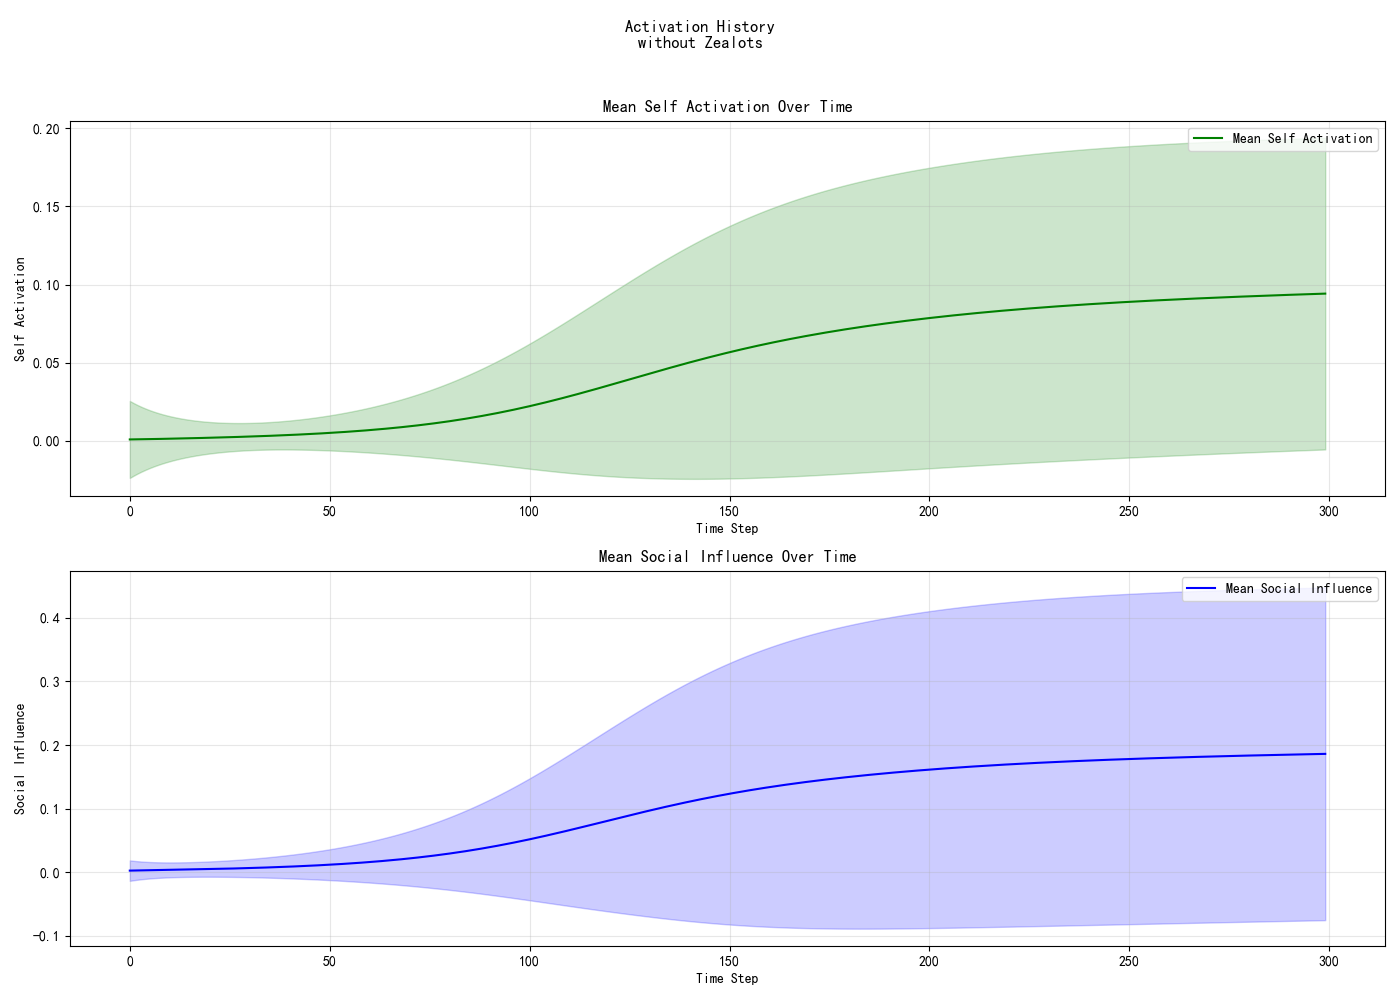 Activation History
without Zealots
Mean Self Activation Over Time
Mean Self Activation
Self Activation
0.20
0.15
0.10
0.05
0.00
0 50 100 150 200 250 300
Time Step
Mean Social Influence Over Time
Mean Social Influence
Social Influence
0.4
0.3
0.2
0.1
0.0
−0.1
0 50 100 150 200 250 300
Time Step